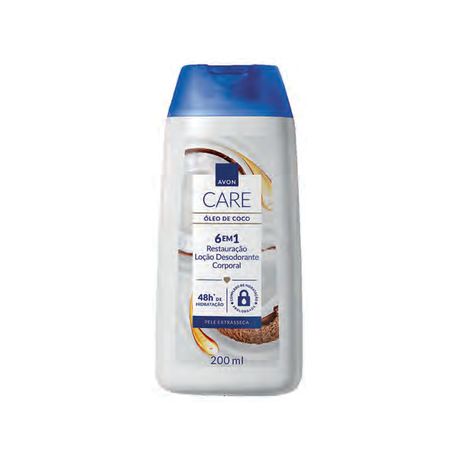 AVON
CARE
ÓLEO DE COCO
6 EM 1
Restauração
Loção Desodorante
Corporal
48h* DE
HIDRATAÇÃO
PELE EXTRASSECA
200 ml